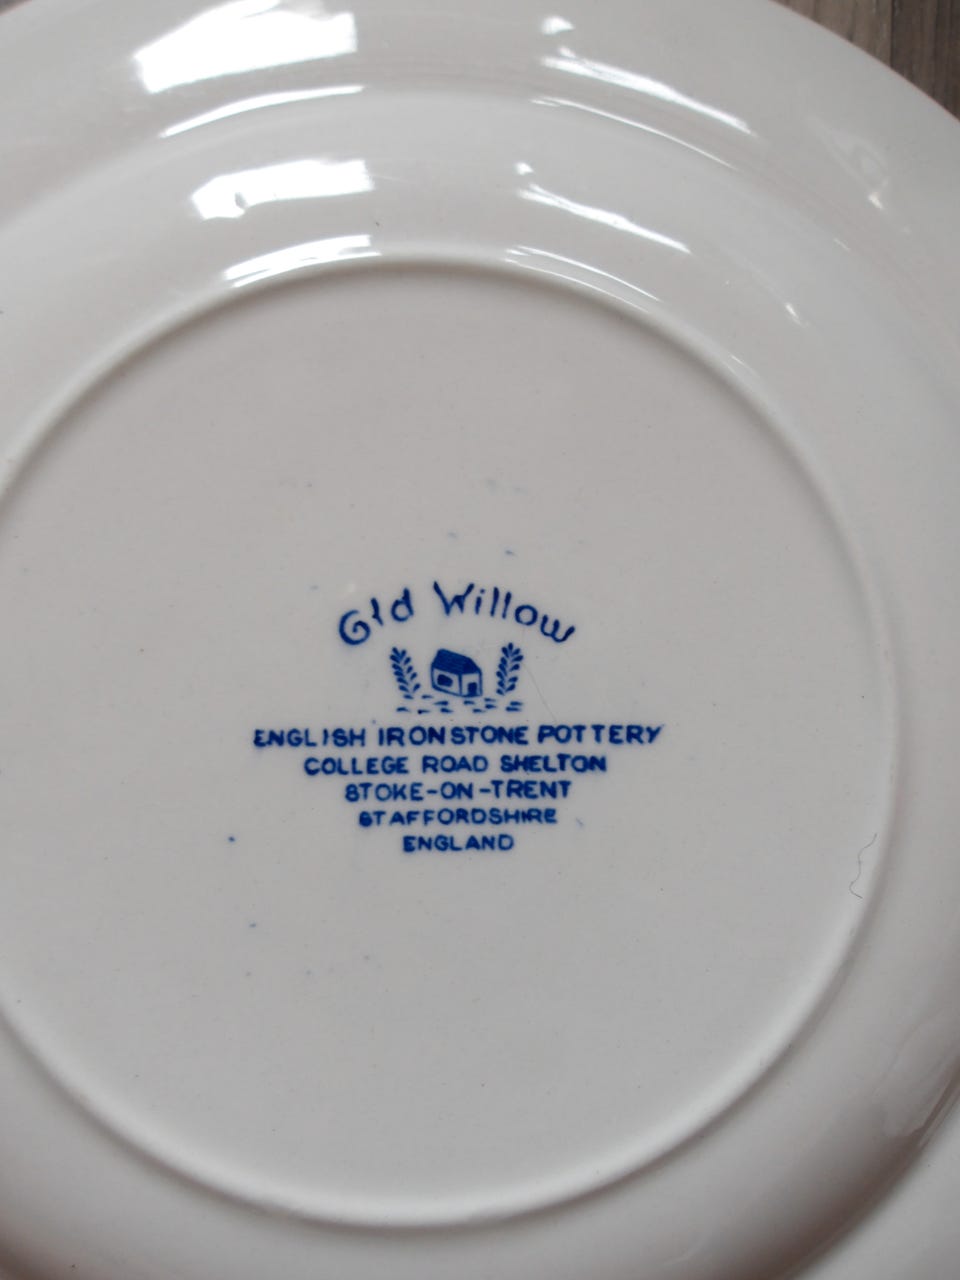 Old Willow
ENGLISH IRONSTONE POTTERY
COLLEGE ROAD SHELTON
STOKE-ON-TRENT
STAFFORDSHIRE
ENGLAND